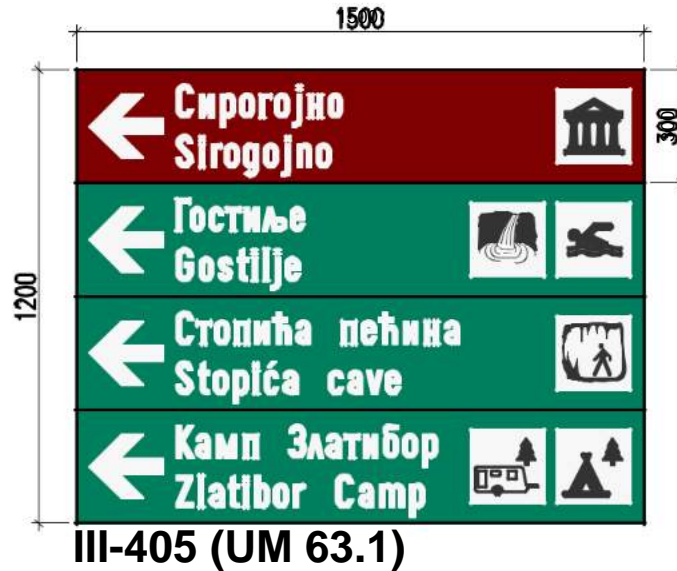 1500
Сирогојно
Sirogojno
300
Гостиље
Gostilje
1200
Стопића пећина
Stopića cave
Камп Златибор
Zlatibor Camp
III-405 (UM 63.1)